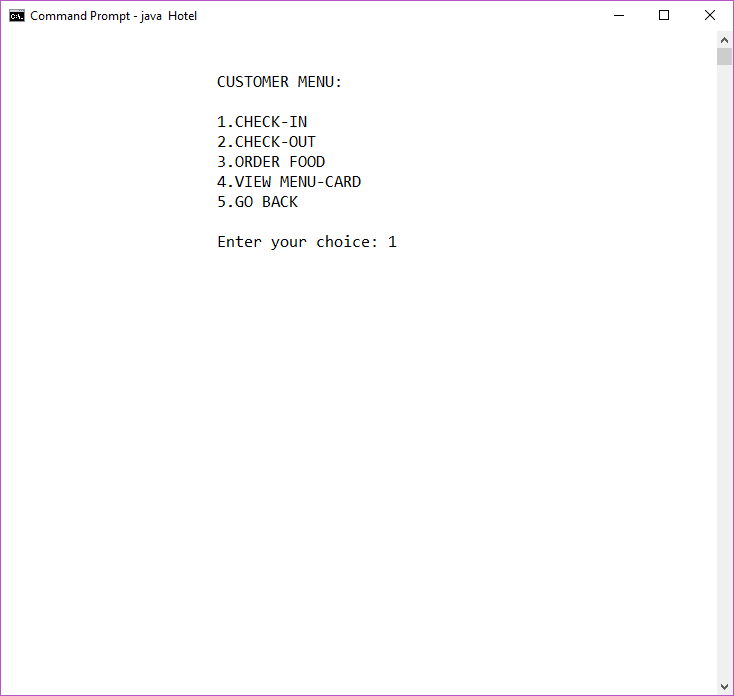 Command Prompt - java  Hotel
CUSTOMER MENU:
1.CHECK-IN
2.CHECK-OUT
3.ORDER FOOD
4.VIEW MENU-CARD
5.GO BACK
Enter your choice: 1